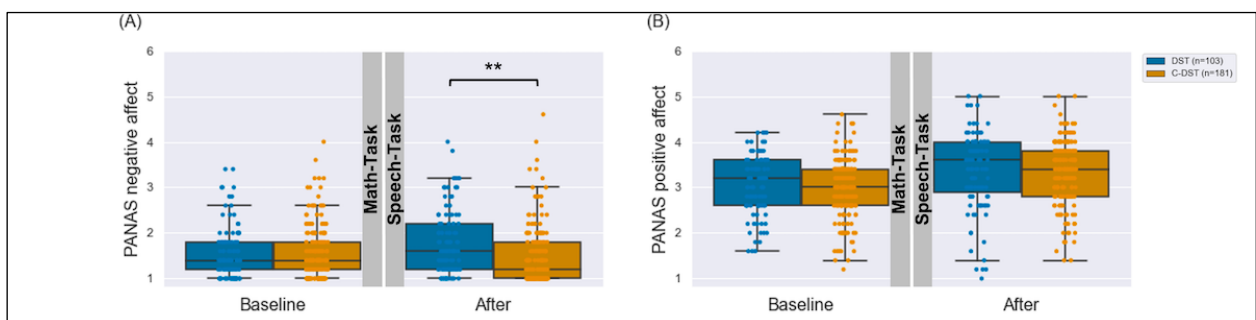 (A)
PANAS negative affect
6
5
4
3
2
1
**
Math-Task
Speech-Task
Baseline
After
(B)
PANAS positive affect
6
5
4
3
2
1
Math-Task
Speech-Task
Baseline
After
DST (n=103)
C-DST (n=181)